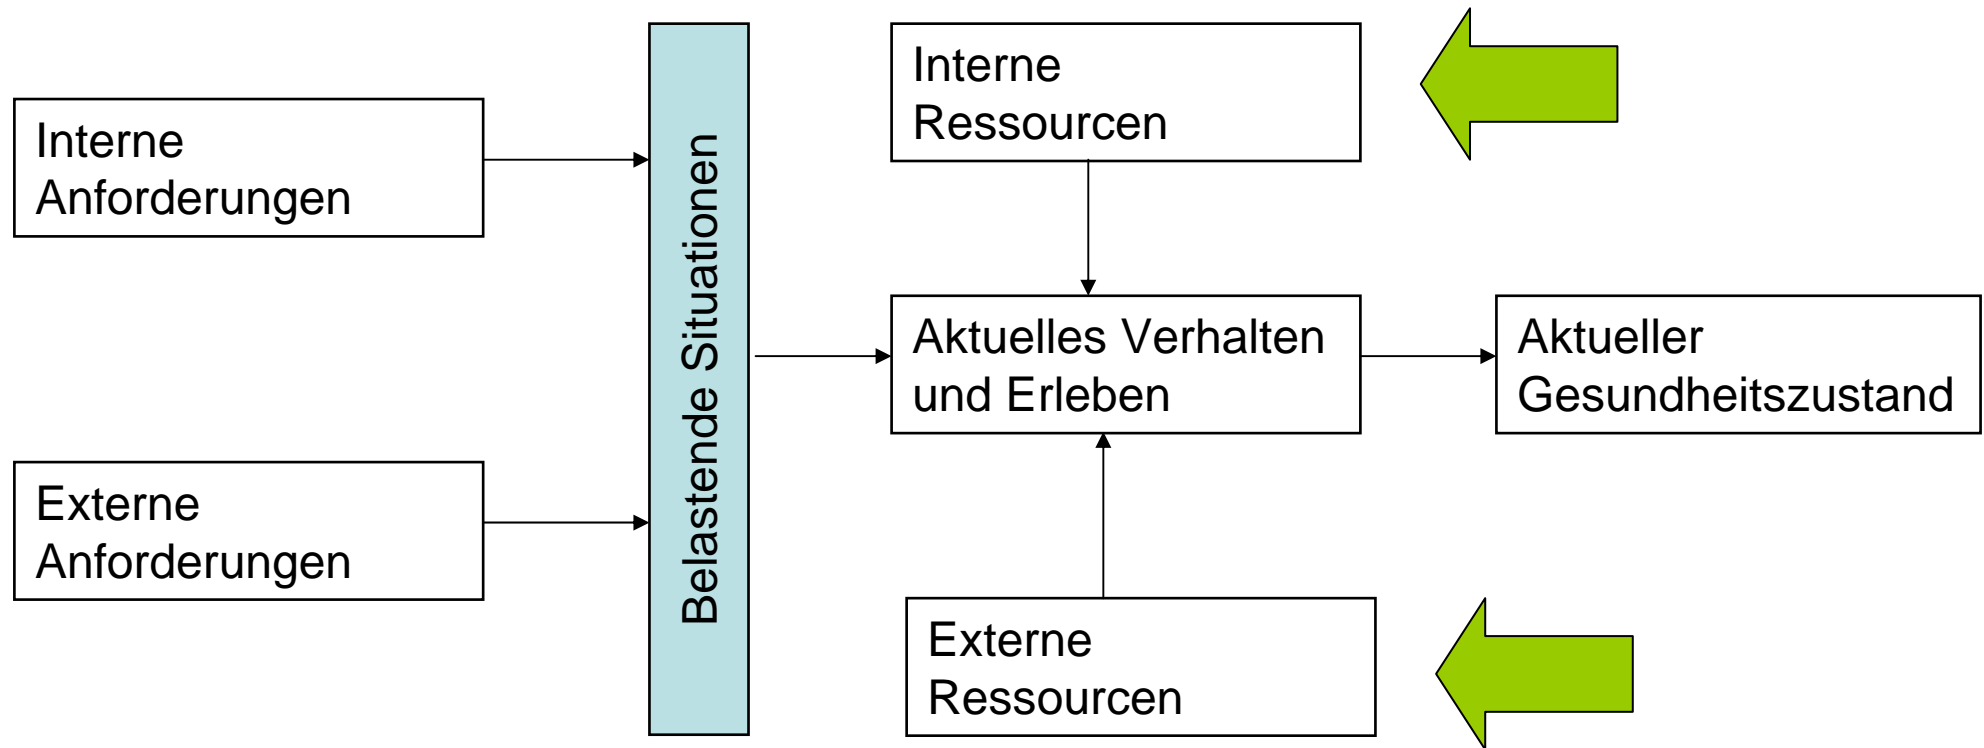 Interne
Anforderungen
Externe
Anforderungen
Belastende Situationen
Interne
Ressourcen
Aktuelles Verhalten
und Erleben
Externe
Ressourcen
Aktueller
Gesundheitszustand